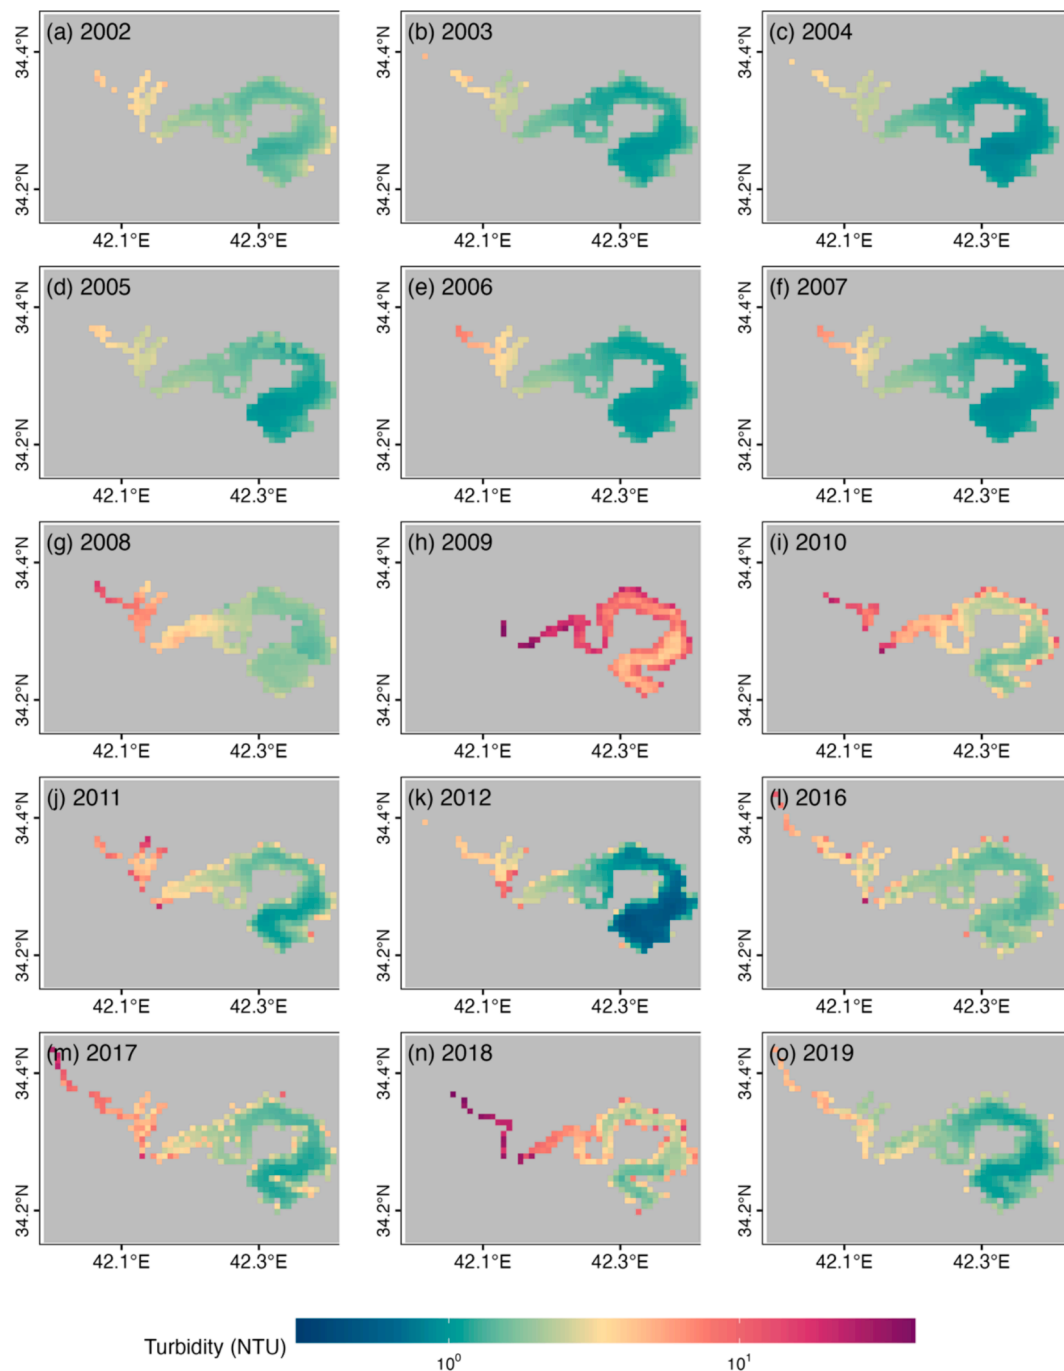 (a) 2002
(b) 2003
(c) 2004
34.4°N
34.2°N
34.4°N
34.2°N
34.4°N
34.2°N
42.1°E 42.3°E
42.1°E 42.3°E
42.1°E 42.3°E
(d) 2005
(e) 2006
(f) 2007
34.4°N
34.2°N
34.4°N
34.2°N
34.4°N
34.2°N
42.1°E 42.3°E
42.1°E 42.3°E
42.1°E 42.3°E
(g) 2008
(h) 2009
(i) 2010
34.4°N
34.2°N
34.4°N
34.2°N
34.4°N
34.2°N
42.1°E 42.3°E
42.1°E 42.3°E
42.1°E 42.3°E
(j) 2011
(k) 2012
(l) 2016
34.4°N
34.2°N
34.4°N
34.2°N
34.4°N
34.2°N
42.1°E 42.3°E
42.1°E 42.3°E
42.1°E 42.3°E
(m) 2017
(n) 2018
(o) 2019
34.4°N
34.2°N
34.4°N
34.2°N
34.4°N
34.2°N
42.1°E 42.3°E
42.1°E 42.3°E
42.1°E 42.3°E
Turbidity (NTU)
10⁰ 10¹